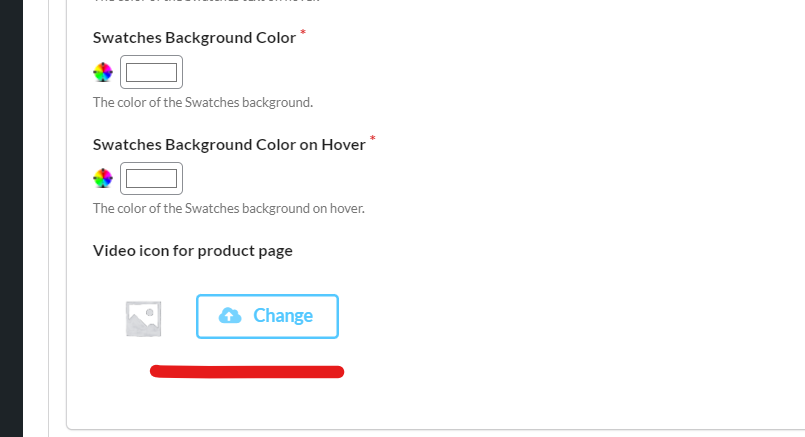 Swatches Background Color *
The color of the Swatches background.
Swatches Background Color on Hover *
The color of the Swatches background on hover.
Video icon for product page
Change